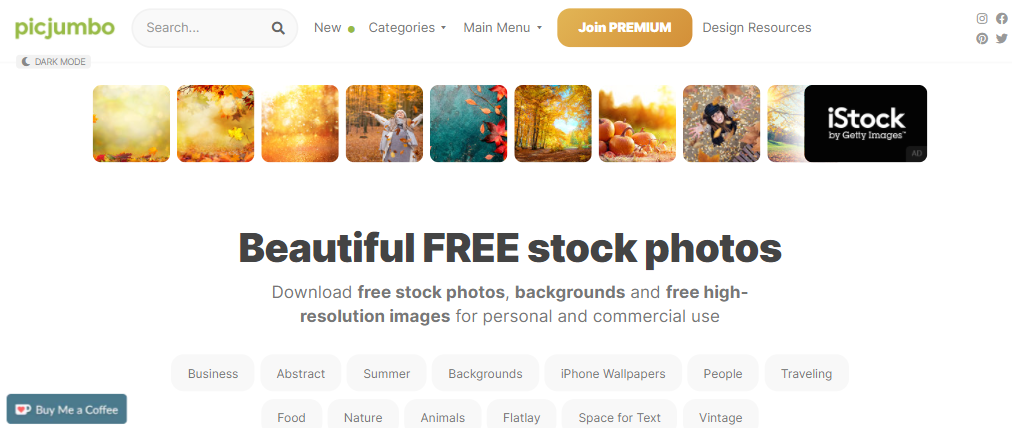 picjumbo
Search...
New
Categories
Main Menu
Join PREMIUM
Design Resources
DARK MODE
iStock
by Getty Images™
AD
Beautiful FREE stock photos
Download free stock photos, backgrounds and free high-
resolution images for personal and commercial use
Business
Abstract
Summer
Backgrounds
iPhone Wallpapers
People
Traveling
Food
Nature
Animals
Flatlay
Space for Text
Vintage
Buy Me a Coffee